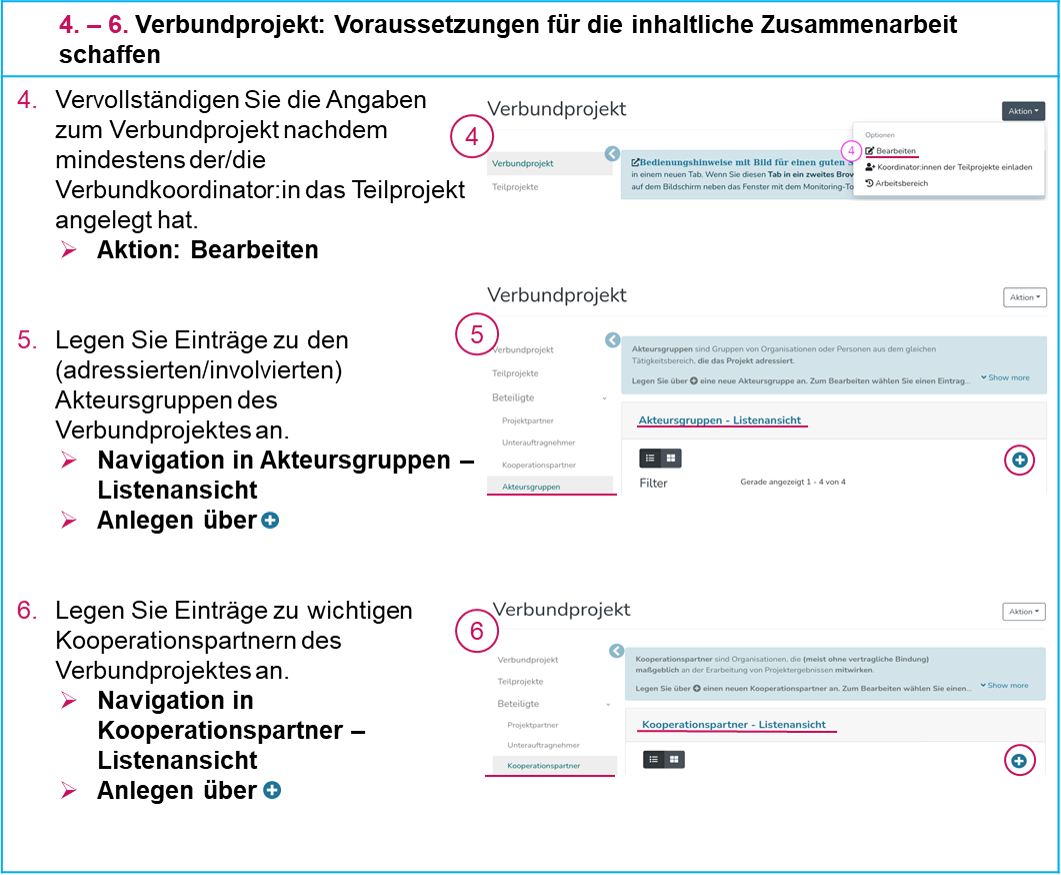 4. – 6. Verbundprojekt: Voraussetzungen für die inhaltliche Zusammenarbeit
schaffen
4. Vervollständigen Sie die Angaben
zum Verbundprojekt nachdem
mindestens der/die
Verbundkoordinator:in das Teilprojekt
angelegt hat.
Aktion: Bearbeiten
Verbundprojekt
Aktion
4
Verbundprojekt
Teilprojekte
Bedienungshinweise mit Bild für einen guten S
in einem neuen Tab. Wenn Sie diesen Tab in ein zweites Brow
auf dem Bildschirm neben das Fenster mit dem Monitoring-To
Optionen
4
Bearbeiten
Koordinator:innen der Teilprojekte einladen
Arbeitsbereich
5. Legen Sie Einträge zu den
(adressierten/involvierten)
Akteursgruppen des
Verbundprojektes an.
Navigation in Akteursgruppen –
Listenansicht
Anlegen über
Verbundprojekt
Aktion
5
Verbundprojekt
Teilprojekte
Beteiligte
Projektpartner
Unterauftragnehmer
Kooperationspartner
Akteursgruppen
Akteursgruppen sind Gruppen von Organisationen oder Personen aus dem gleichen
Tätigkeitsbereich, die das Projekt adressiert.
Legen Sie über eine neue Akteursgruppe an. Zum Bearbeiten wählen Sie einen Eintrag...
Show more
Akteursgruppen - Listenansicht
Filter
Gerade angezeigt 1 - 4 von 4
6. Legen Sie Einträge zu wichtigen
Kooperationspartnern des
Verbundprojektes an.
Navigation in
Kooperationspartner –
Listenansicht
Anlegen über
Verbundprojekt
Aktion
6
Verbundprojekt
Teilprojekte
Beteiligte
Projektpartner
Unterauftragnehmer
Kooperationspartner
Kooperationspartner sind Organisationen, die (meist ohne vertragliche Bindung)
maßgeblich an der Erarbeitung von Projektergebnissen mitwirken.
Legen Sie über einen neuen Kooperationspartner an. Zum Bearbeiten wählen Sie einen...
Show more
Kooperationspartner - Listenansicht